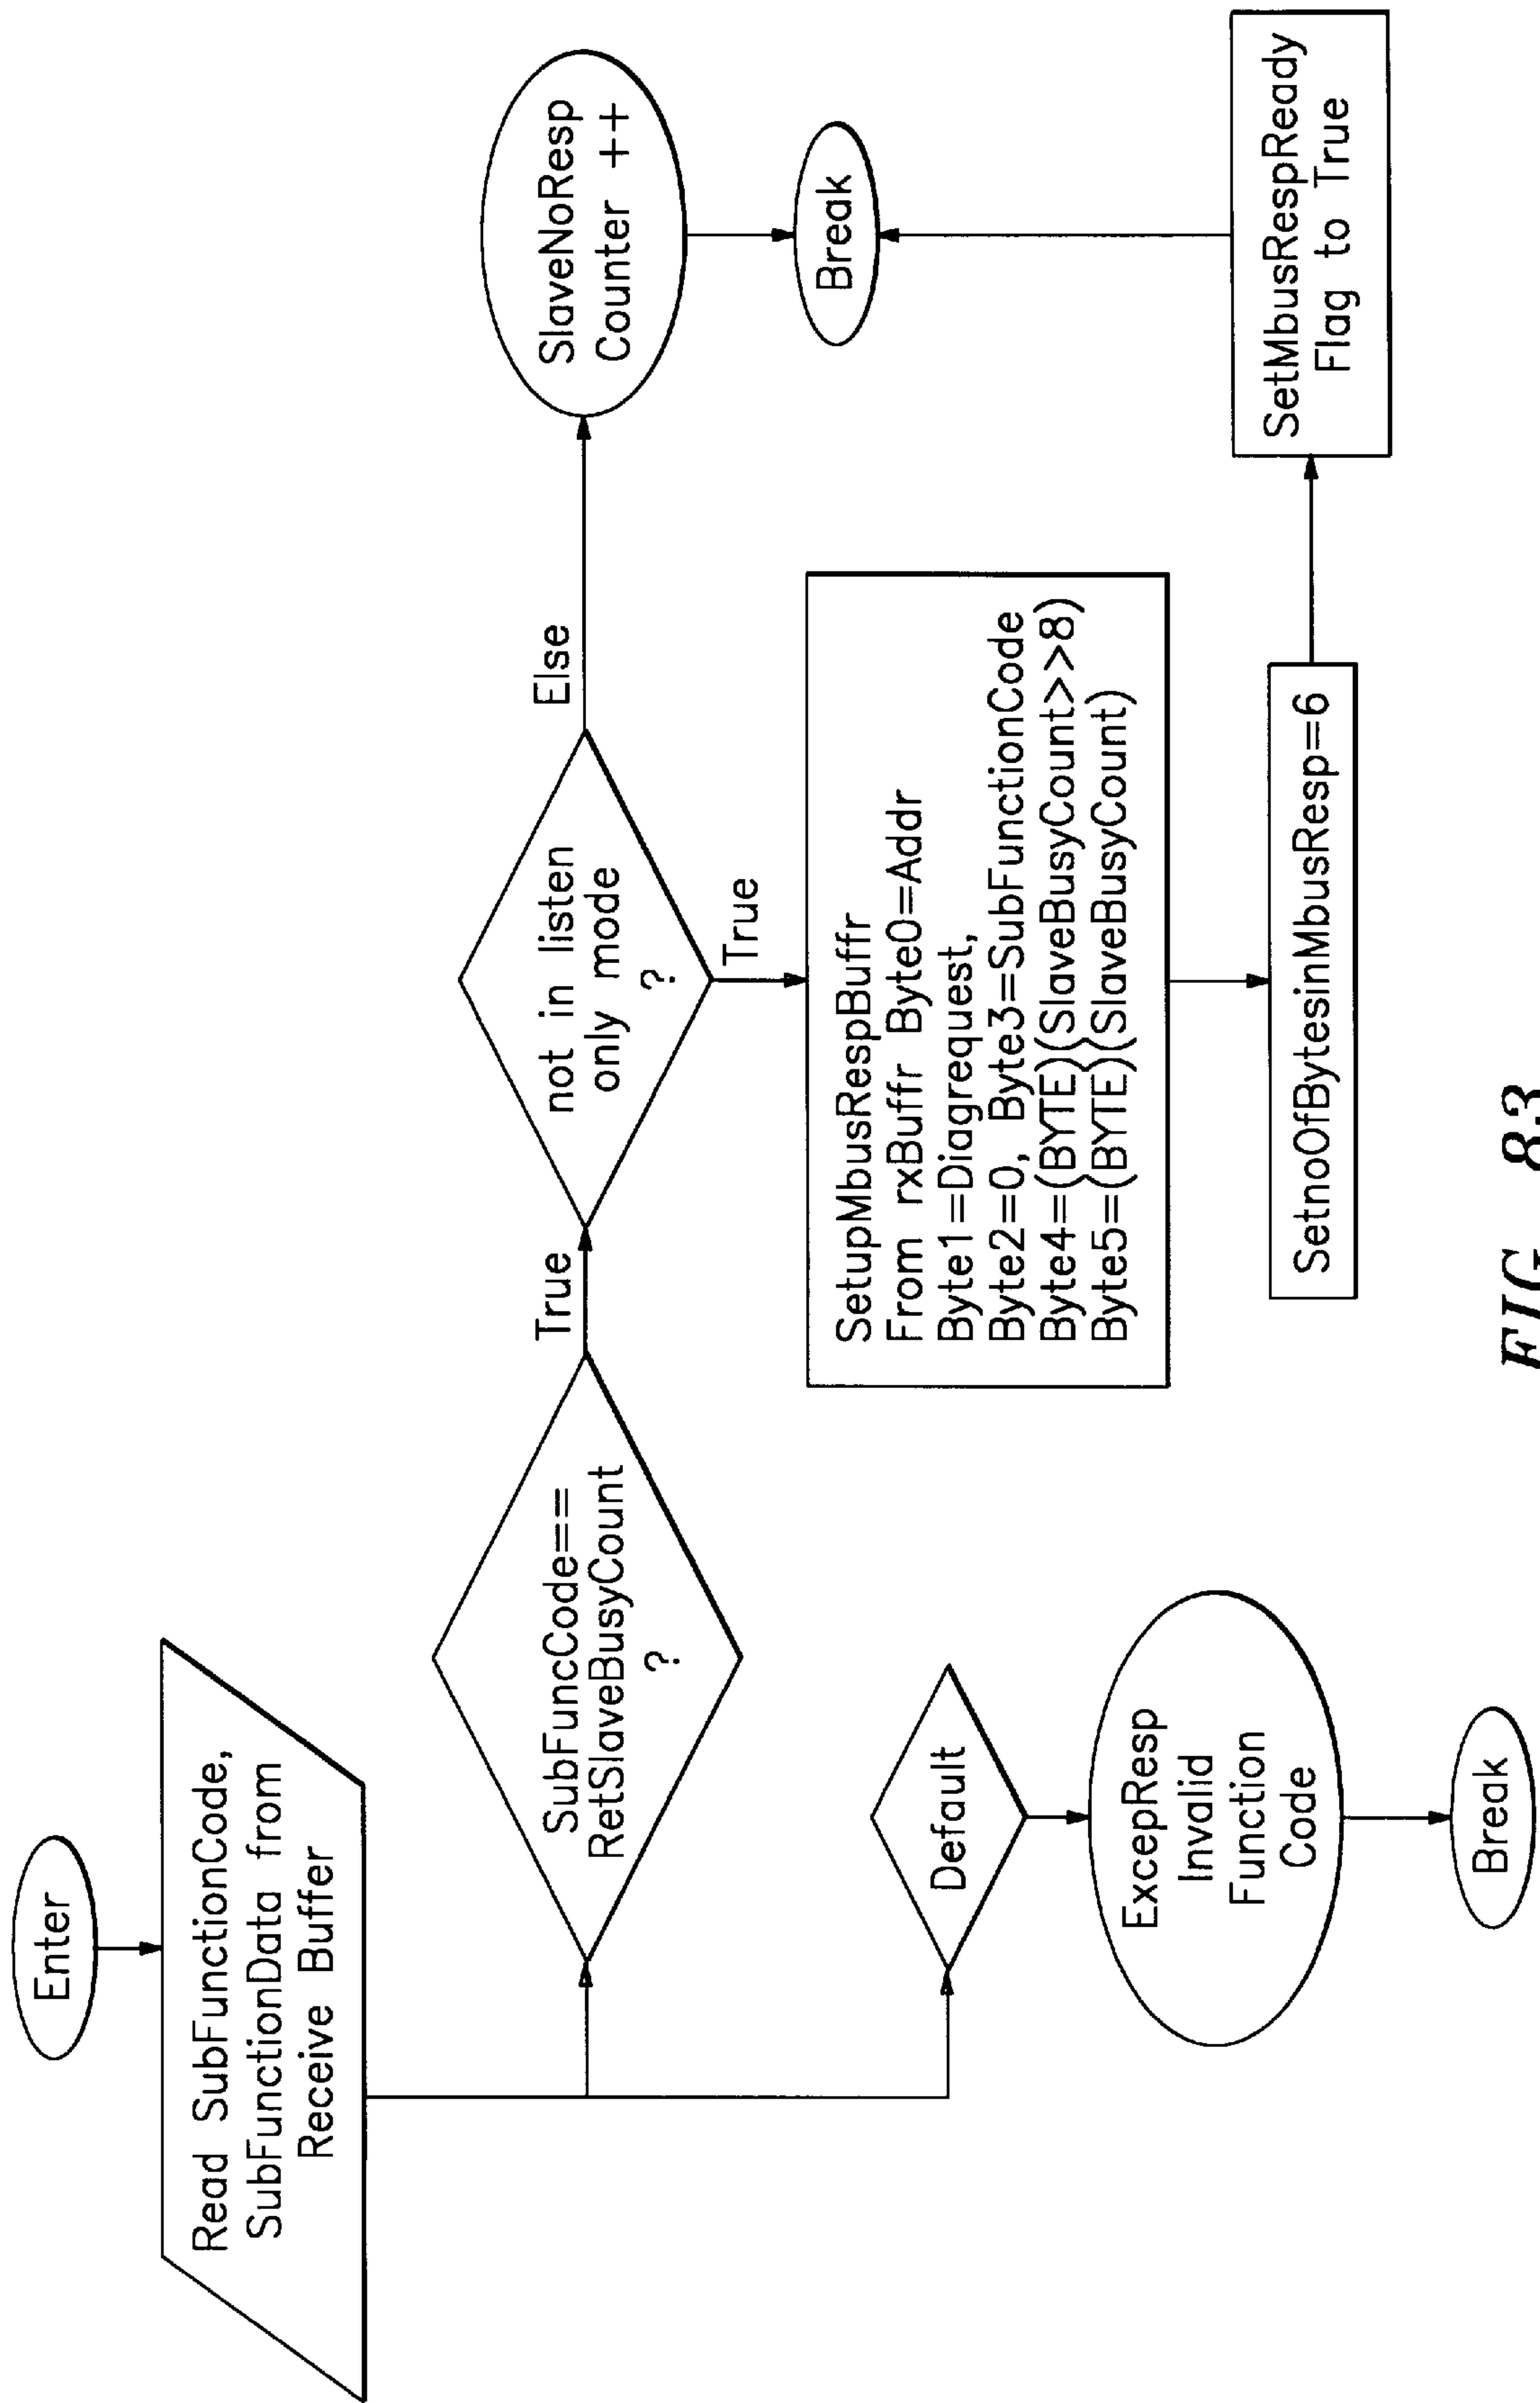 Enter
Read SubFunctionCode,
SubFunctionData from
Receive Buffer
SubFuncCode==
RetSlaveBusyCount
?
True
not in listen
only mode
?
Else
SlaveNoResp
Counter ++
Break
True
SetupMbusRespBuffr
From rxBuffr Byte0=Addr
Byte1=Diagrequest,
Byte2=0, Byte3=SubFunctionCode
Byte4=(BYTE)(SlaveBusyCount>>8)
Byte5=(BYTE)(SlaveBusyCount)
SetnoOfBytesinMbusResp=6
SetMbusRespReady
Flag to True
Default
ExcepResp
Invalid
Function
Code
Break
FIG. 8.3